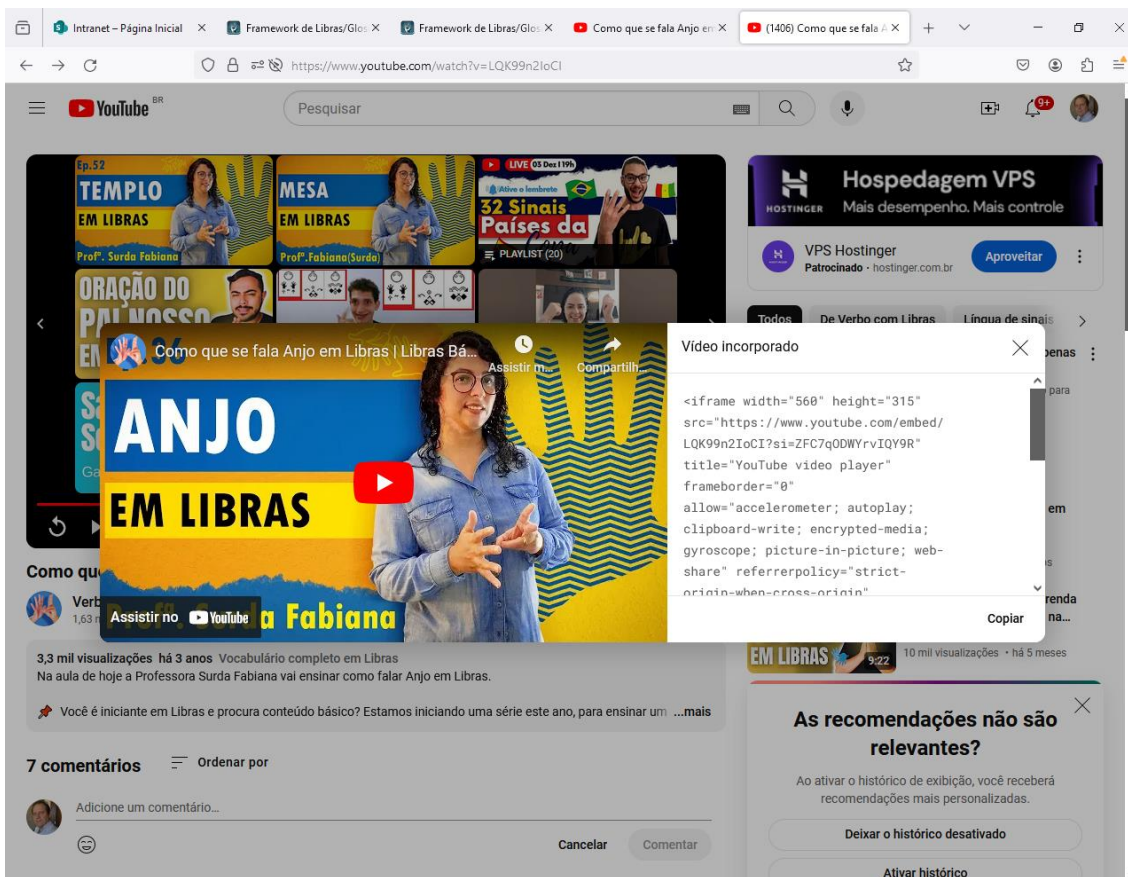 Intranet – Página Inicial
Framework de Libras/Glos
Framework de Libras/Glos
Como que se fala Anjo em
(1406) Como que se fala A
https://www.youtube.com/watch?v=LQK99n2IoCI
YouTube BR
Pesquisar
9+
Ep.52
TEMPLO
EM LIBRAS
Profª. Surda Fabiana
MESA
EM LIBRAS
Profª.Fabiana(Surda)
LIVE 03 Dez | 19h
Ative o lembrete
32 Sinais
Países da
PLAYLIST (20)
ORAÇÃO DO
PAI NOSSO
Como que se fala Anjo em Libras | Libras Bá...
Assistir m...
Compartilh...
ANJO
EM LIBRAS
Assistir no YouTube
a Fabiana
Vídeo incorporado
<iframe width="560" height="315"
src="https://www.youtube.com/embed/
LQK99n2IoCI?si=ZFC7qODWYrvIQY9R"
title="YouTube video player"
frameborder="0"
allow="accelerometer; autoplay;
clipboard-write; encrypted-media;
gyroscope; picture-in-picture; web-
share" referrerpolicy="strict-
origin-when-cross-origin"
Copiar
Como qu
Verb
1,63 m
3,3 mil visualizações há 3 anos Vocabulário completo em Libras
Na aula de hoje a Professora Surda Fabiana vai ensinar como falar Anjo em Libras.
Você é iniciante em Libras e procura conteúdo básico? Estamos iniciando uma série este ano, para ensinar um ...mais
7 comentários
Ordenar por
Adicione um comentário...
Cancelar
Comentar
HOSTINGER
Hospedagem VPS
Mais desempenho. Mais controle
VPS Hostinger
Patrocinado · hostinger.com.br
Aproveitar
Todos
De Verbo com Libras
Língua de sinais
penas
para
em
os
renda
na...
EM LIBRAS
9:22
10 mil visualizações • há 5 meses
As recomendações não são
relevantes?
Ao ativar o histórico de exibição, você receberá
recomendações mais personalizadas.
Deixar o histórico desativado
Ativar histórico